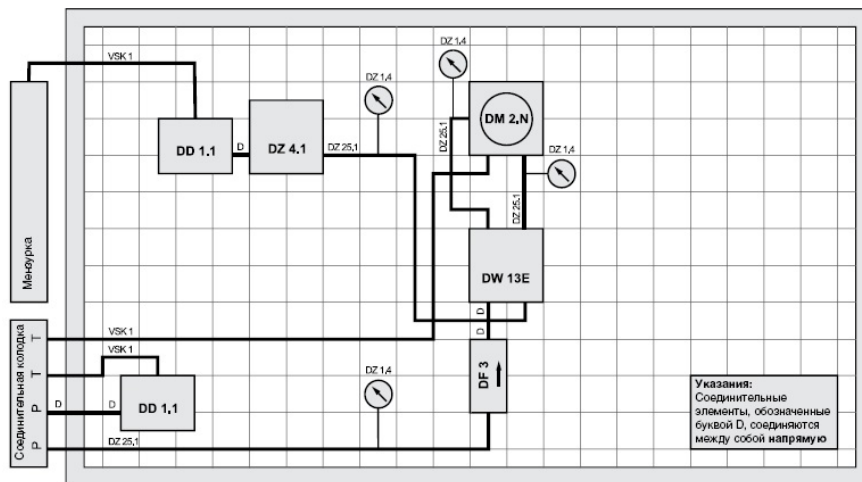 VSK 1
DZ 1,4
DZ 1,4
DM 2,N
DD 1,1
D
DZ 4,1
DZ 25,1
DZ 25,1
DZ 1,4
DZ 25,1
Мензурка
DW 13E
D
D
Соединительная колодка
T
VSK 1
T
VSK 1
DF 3
P
D
D
DD 1,1
DZ 1,4
P
DZ 25,1
Указания:
Соединительные
элементы, обозначенные
буквой D, соединяются
между собой напрямую